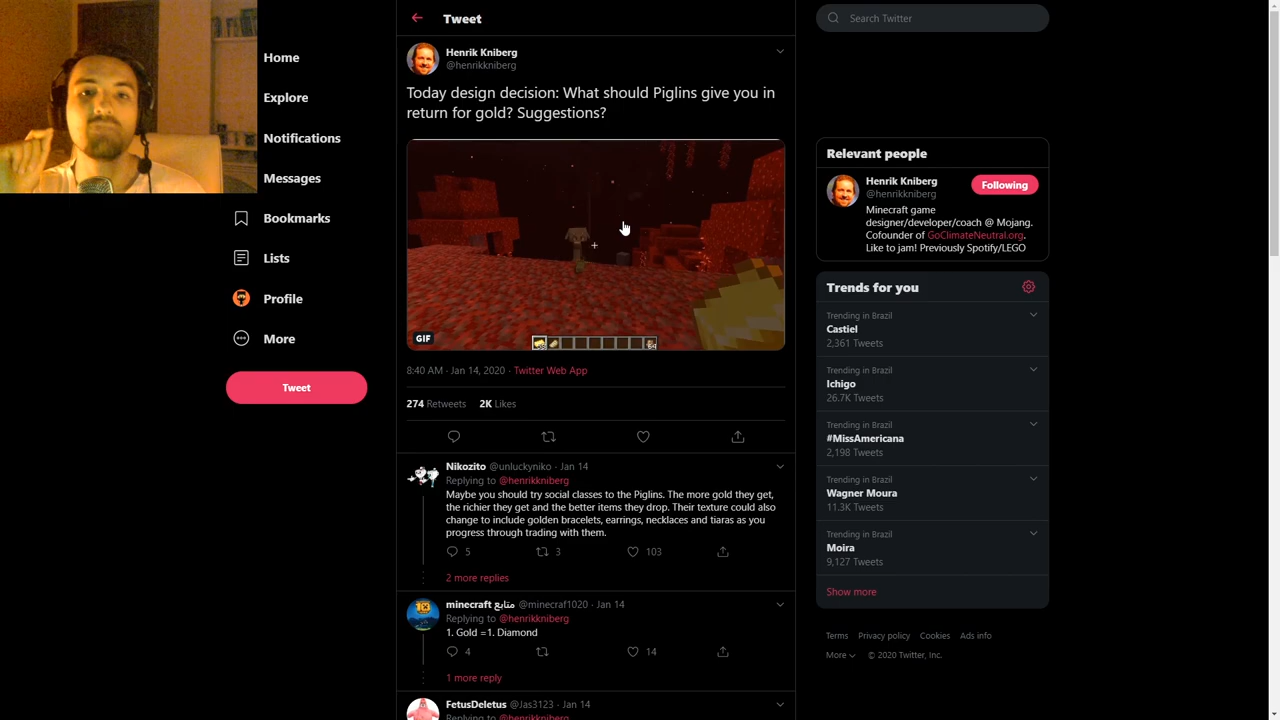 Home
Explore
Notifications
Messages
Bookmarks
Lists
Profile
More
Tweet
Tweet
Henrik Kniberg
@henrikkniberg
Today design decision: What should Piglins give you in
return for gold? Suggestions?
GIF
64
8:40 AM · Jan 14, 2020 · Twitter Web App
274 Retweets 2K Likes
Nikozito @unluckyniko · Jan 14
Replying to @henrikkniberg
Maybe you should try social classes to the Piglins. The more gold they get,
the richier they get and the better items they drop. Their texture could also
change to include golden bracelets, earrings, necklaces and tiaras as you
progress through trading with them.
5 3 103
2 more replies
minecraft متابع @minecraf1020 · Jan 14
Replying to @henrikkniberg
1. Gold =1. Diamond
4 14
1 more reply
FetusDeletus @Jas3123 · Jan 14
Replying to @henrikkniberg
Search Twitter
Relevant people
Henrik Kniberg
@henrikkniberg
Following
Minecraft game
designer/developer/coach @ Mojang.
Cofounder of GoClimateNeutral.org.
Like to jam! Previously Spotify/LEGO
Trends for you
Trending in Brazil
Castiel
2,361 Tweets
Trending in Brazil
Ichigo
26.7K Tweets
Trending in Brazil
#MissAmericana
2,198 Tweets
Trending in Brazil
Wagner Moura
11.3K Tweets
Trending in Brazil
Moira
9,127 Tweets
Show more
Terms Privacy policy Cookies Ads info
More © 2020 Twitter, Inc.